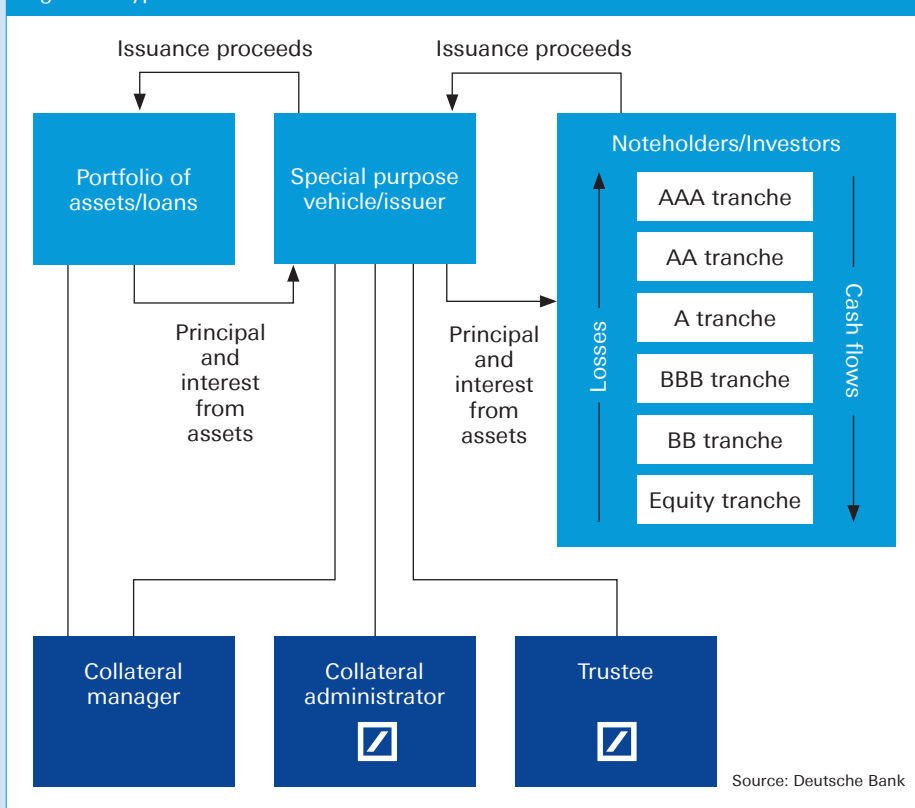 Issuance proceeds
Issuance proceeds
Portfolio of
assets/loans
Special purpose
vehicle/issuer
Noteholders/Investors
AAA tranche
AA tranche
A tranche
BBB tranche
BB tranche
Equity tranche
Losses
Cash flows
Principal
and
interest
from
assets
Principal
and
interest
from
assets
Collateral
manager
Collateral
administrator
Trustee
Source: Deutsche Bank